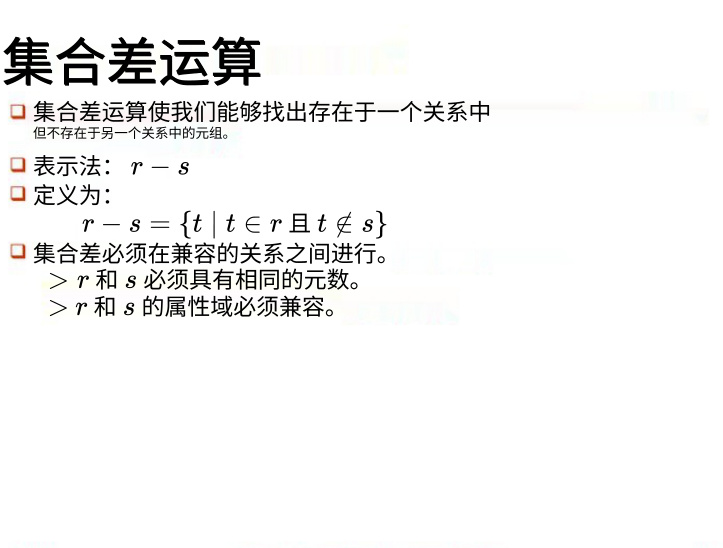 集合差运算
集合差运算使我们能够找出存在于一个关系中
但不存在于另一个关系中的元组。
表示法： r − s
定义为：
r − s = {t | t ∈ r 且 t ∉ s}
集合差必须在兼容的关系之间进行。
> r 和 s 必须具有相同的元数。
> r 和 s 的属性域必须兼容。